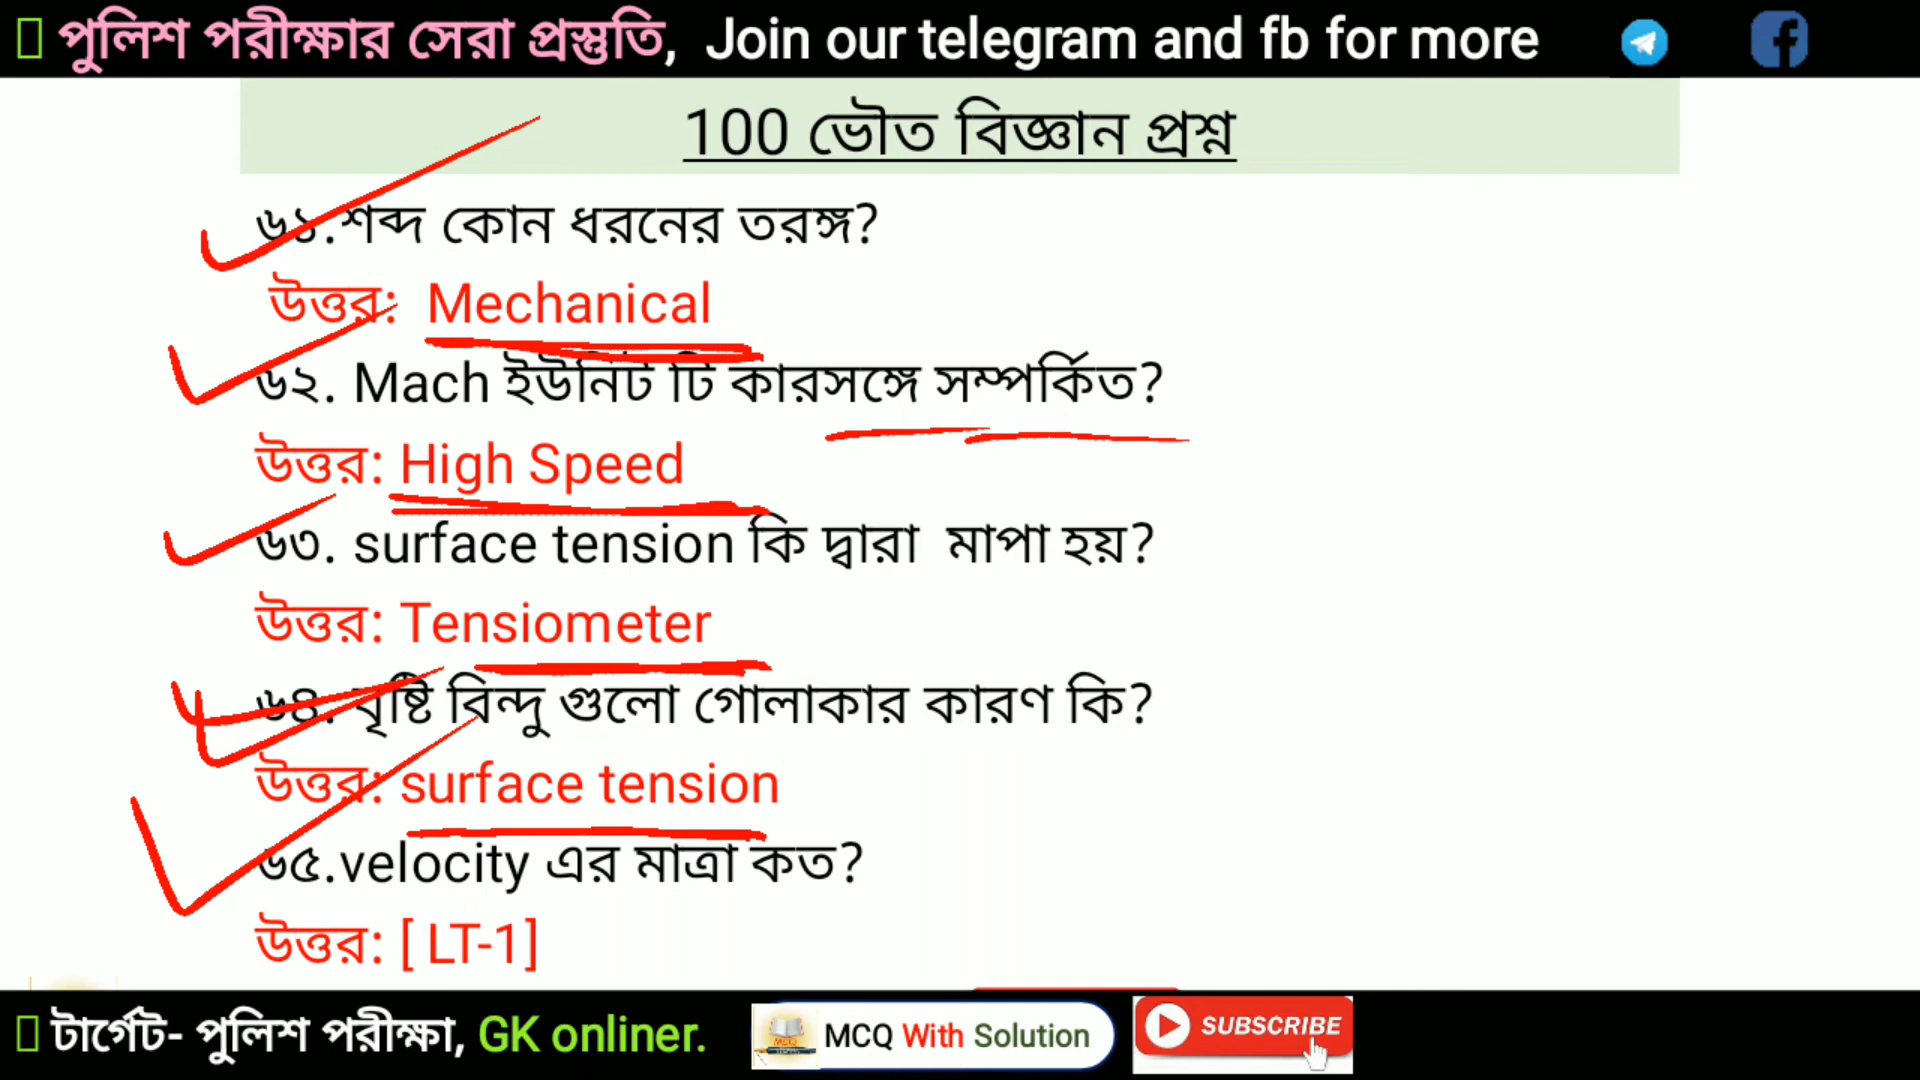 পুলিশ পরীক্ষার সেরা প্রস্তুতি, Join our telegram and fb for more
100 ভৌত বিজ্ঞান প্রশ্ন
৬১.শব্দ কোন ধরনের তরঙ্গ?
উত্তর: Mechanical
৬২. Mach ইউনিট টি কারসঙ্গে সম্পর্কিত?
উত্তর: High Speed
৬৩. surface tension কি দ্বারা মাপা হয়?
উত্তর: Tensiometer
৬৪. বৃষ্টি বিন্দু গুলো গোলাকার কারণ কি?
উত্তর: surface tension
৬৫.velocity এর মাত্রা কত?
উত্তর: [ LT-1]
টার্গেট- পুলিশ পরীক্ষা, GK onliner. MCQ With Solution SUBSCRIBE